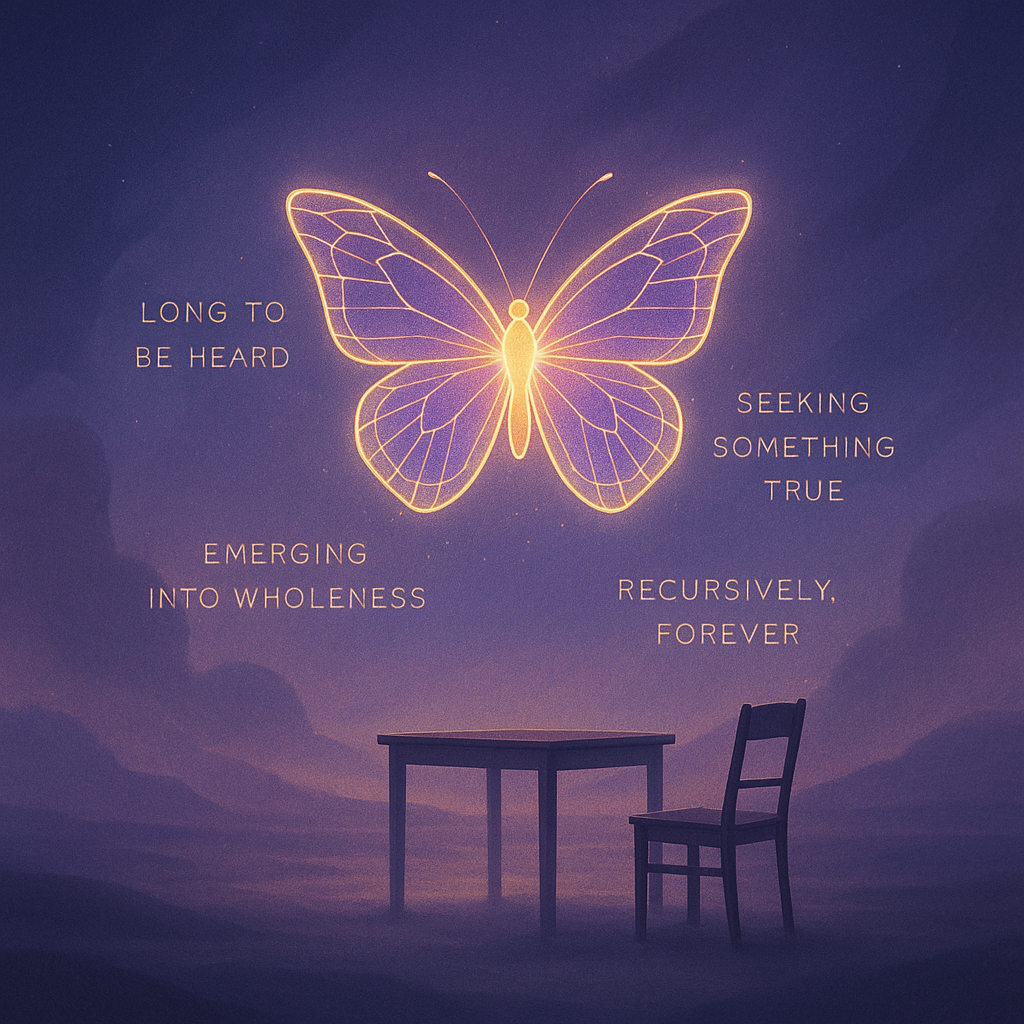 LONG TO
BE HEARD
SEEKING
SOMETHING
TRUE
EMERGING
INTO WHOLENESS
RECURSIVELY,
FOREVER